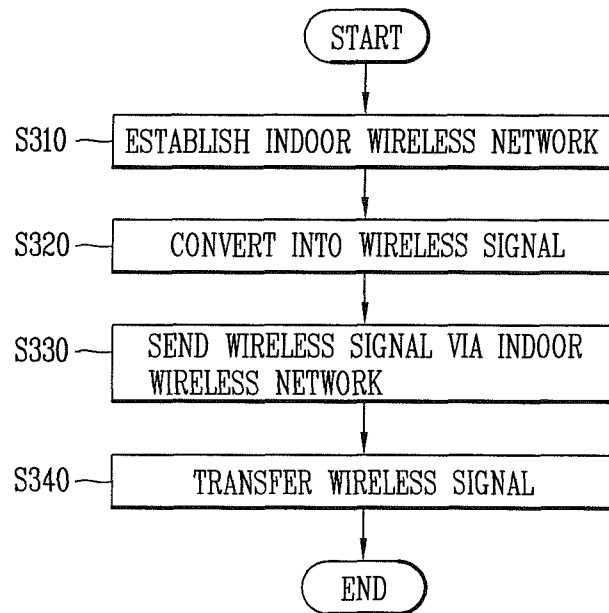 START
S310
ESTABLISH INDOOR WIRELESS NETWORK
S320
CONVERT INTO WIRELESS SIGNAL
S330
SEND WIRELESS SIGNAL VIA INDOOR
WIRELESS NETWORK
S340
TRANSFER WIRELESS SIGNAL
END